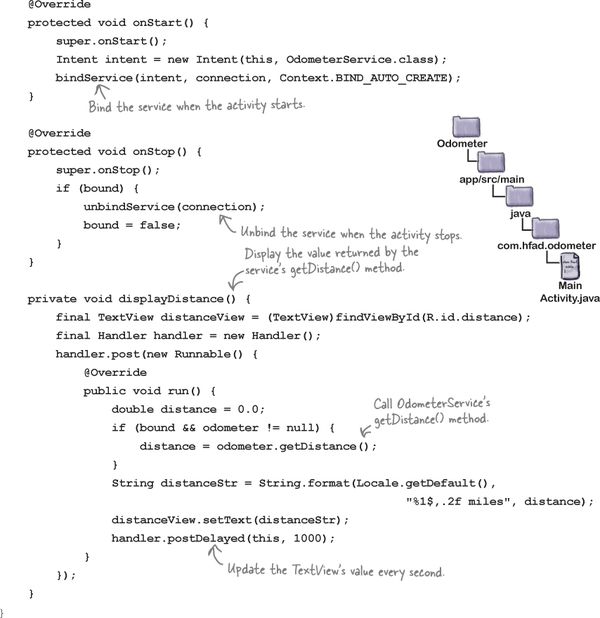 @Override
protected void onStart() {
super.onStart();
Intent intent = new Intent(this, OdometerService.class);
bindService(intent, connection, Context.BIND_AUTO_CREATE);
}
Bind the service when the activity starts.
@Override
protected void onStop() {
super.onStop();
if (bound) {
unbindService(connection);
bound = false;
}
}
Unbind the service when the activity stops.
Odometer
app/src/main
java
com.hfad.odometer
Main
Activity.java
Display the value returned by the
service's getDistance() method.
private void displayDistance() {
final TextView distanceView = (TextView)findViewById(R.id.distance);
final Handler handler = new Handler();
handler.post(new Runnable() {
@Override
public void run() {
double distance = 0.0;
if (bound && odometer != null) {
distance = odometer.getDistance();
}
Call OdometerService's
getDistance() method.
String distanceStr = String.format(Locale.getDefault(),
"%1$,.2f miles", distance);
distanceView.setText(distanceStr);
handler.postDelayed(this, 1000);
}
Update the TextView's value every second.
});
}
}